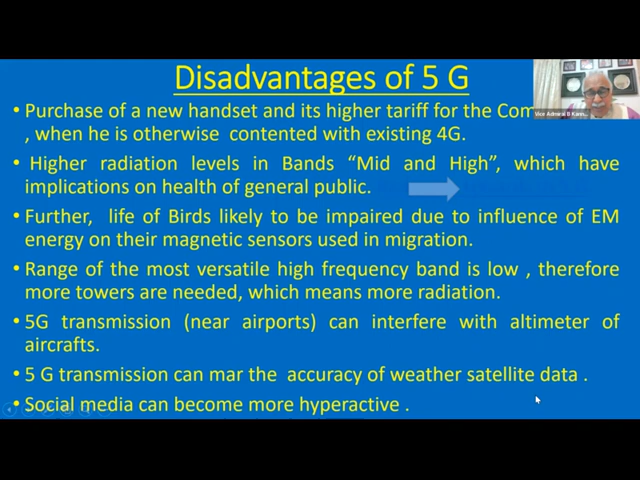 Disadvantages of 5 G
• Purchase of a new handset and its higher tariff for the Com
, when he is otherwise contented with existing 4G.
• Higher radiation levels in Bands “Mid and High”, which have
implications on health of general public.
• Further, life of Birds likely to be impaired due to influence of EM
energy on their magnetic sensors used in migration.
• Range of the most versatile high frequency band is low , therefore
more towers are needed, which means more radiation.
• 5G transmission (near airports) can interfere with altimeter of
aircrafts.
• 5 G transmission can mar the accuracy of weather satellite data .
• Social media can become more hyperactive .
Vice Admiral B Kann...